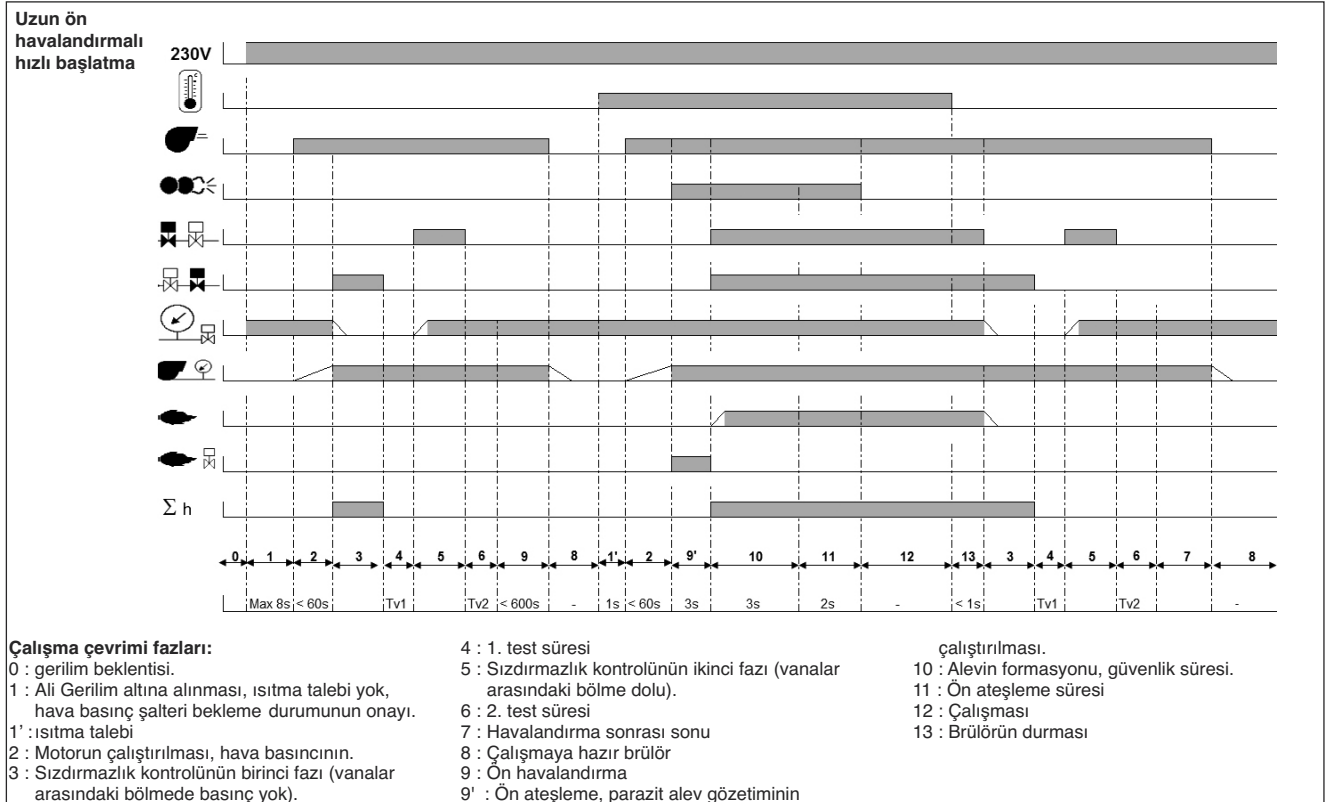 Uzun ön
havalandırmalı
hızlı başlatma
230V
Σ h
0 1 2 3 4 5 6 9 8 1' 2 9' 10 11 12 13 3 4 5 6 7 8
Max 8s < 60s Tv1 Tv2 < 600s - 1s < 60s 3s 3s 2s - < 1s Tv1 Tv2 -
Çalışma çevrimi fazları:
0 : gerilim beklentisi.
1 : Ali Gerilim altına alınması, ısıtma talebi yok,
hava basınç şalteri bekleme durumunun onayı.
1' : ısıtma talebi
2 : Motorun çalıştırılması, hava basıncının.
3 : Sızdırmazlık kontrolünün birinci fazı (vanalar
arasındaki bölmede basınç yok).
4 : 1. test süresi
5 : Sızdırmazlık kontrolünün ikinci fazı (vanalar
arasındaki bölme dolu).
6 : 2. test süresi
7 : Havalandırma sonrası sonu
8 : Çalışmaya hazır brülör
9 : Ön havalandırma
9' : Ön ateşleme, parazit alev gözetiminin
çalıştırılması.
10 : Alevin formasyonu, güvenlik süresi.
11 : Ön ateşleme süresi
12 : Çalışması
13 : Brülörün durması